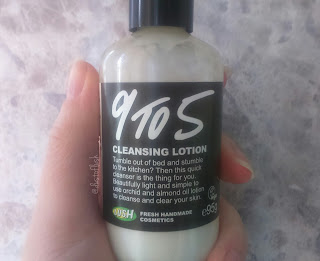 9 TO 5
CLEANSING LOTION
Tumble out of bed and stumble
to the kitchen? Then this quick
cleanser is the thing for you.
Beautifully light and simple to
use orchid and almond oil lotion
to cleanse and clear your skin.
LUSH
FRESH HANDMADE
COSMETICS
e95g